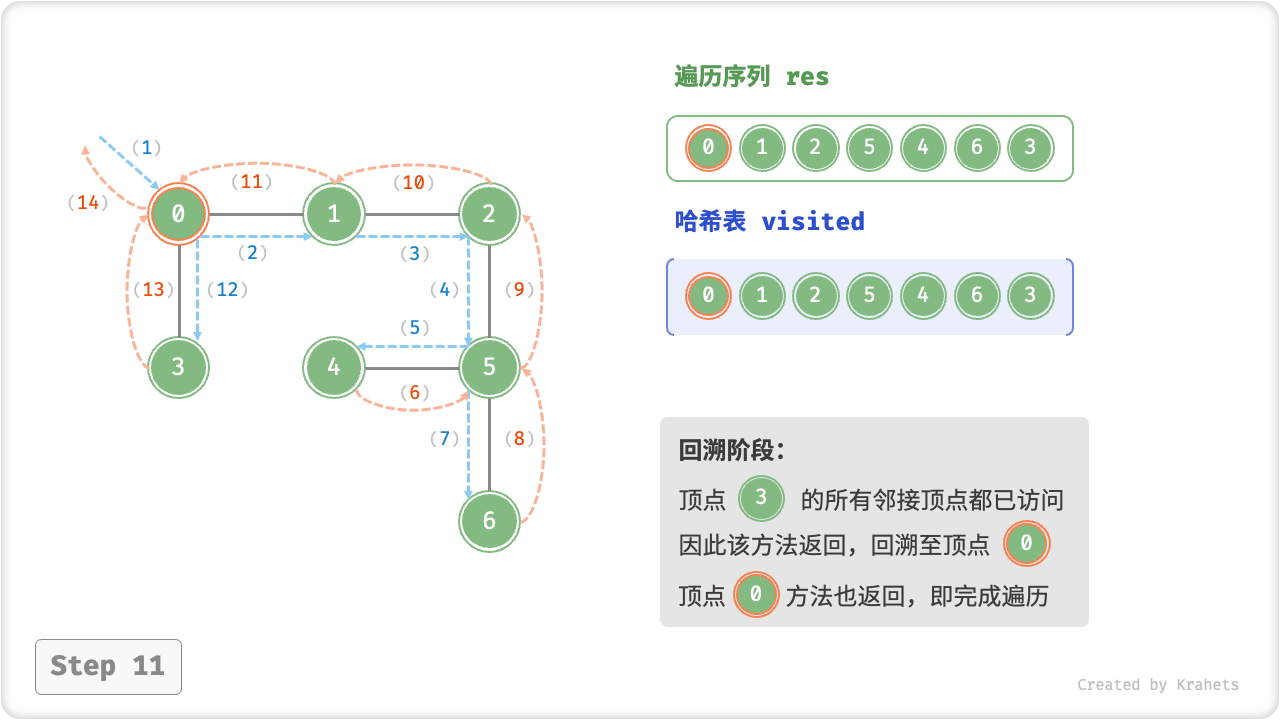 遍历序列 res
0 1 2 5 4 6 3
哈希表 visited
0 1 2 5 4 6 3
(1)
(14) (11) (10)
0 1 2
(2) (3)
(13) (12) (4) (9)
(5)
3 4 5
(6)
(7) (8)
6
回溯阶段：
顶点 3 的所有邻接顶点都已访问
因此该方法返回，回溯至顶点 0
顶点 0 方法也返回，即完成遍历
Step 11
Created by Krahets